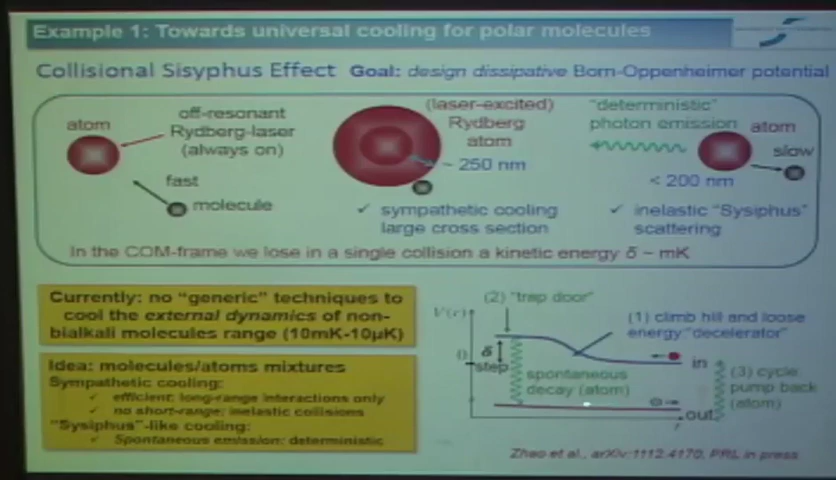 Example 1: Towards universal cooling for polar molecules
Collisional Sisyphus Effect Goal: design dissipative Born-Oppenheimer potential
atom
off-resonant
Rydberg-laser
(always on)
fast
molecule
(laser-excited)
Rydberg
atom
~ 250 nm
✓ sympathetic cooling
large cross section
"deterministic"
photon emission
atom
slow
< 200 nm
✓ inelastic "Sysiphus"
scattering
In the COM-frame we lose in a single collision a kinetic energy δ ~ mK
Currently: no "generic" techniques to
cool the external dynamics of non-
bialkali molecules range (10mK-10μK)
Idea: molecules/atoms mixtures
Sympathetic cooling:
✓ efficient: long-range interactions only
✓ no short-range: inelastic collisions
"Sysiphus"-like cooling:
✓ Spontaneous emission: deterministic
(2) "trap door"
V(r)
(1) climb hill and loose
energy "decelerator"
0
δ
step
in
spontaneous
decay (atom)
(3) cycle
pump back
(atom)
out
r
Zhao et al., arXiv:1112.4170, PRL in press